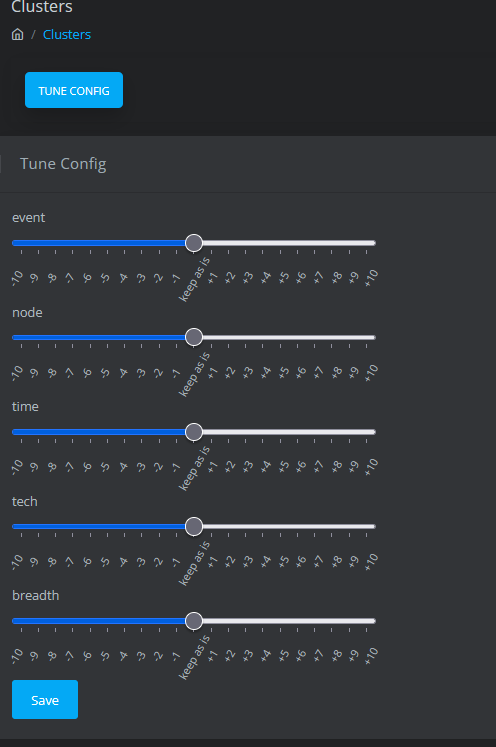 Clusters
/ Clusters
TUNE CONFIG
Tune Config
event
-10 -9 -8 -7 -6 -5 -4 -3 -2 -1 keep as is +1 +2 +3 +4 +5 +6 +7 +8 +9 +10
node
-10 -9 -8 -7 -6 -5 -4 -3 -2 -1 keep as is +1 +2 +3 +4 +5 +6 +7 +8 +9 +10
time
-10 -9 -8 -7 -6 -5 -4 -3 -2 -1 keep as is +1 +2 +3 +4 +5 +6 +7 +8 +9 +10
tech
-10 -9 -8 -7 -6 -5 -4 -3 -2 -1 keep as is +1 +2 +3 +4 +5 +6 +7 +8 +9 +10
breadth
-10 -9 -8 -7 -6 -5 -4 -3 -2 -1 keep as is +1 +2 +3 +4 +5 +6 +7 +8 +9 +10
Save